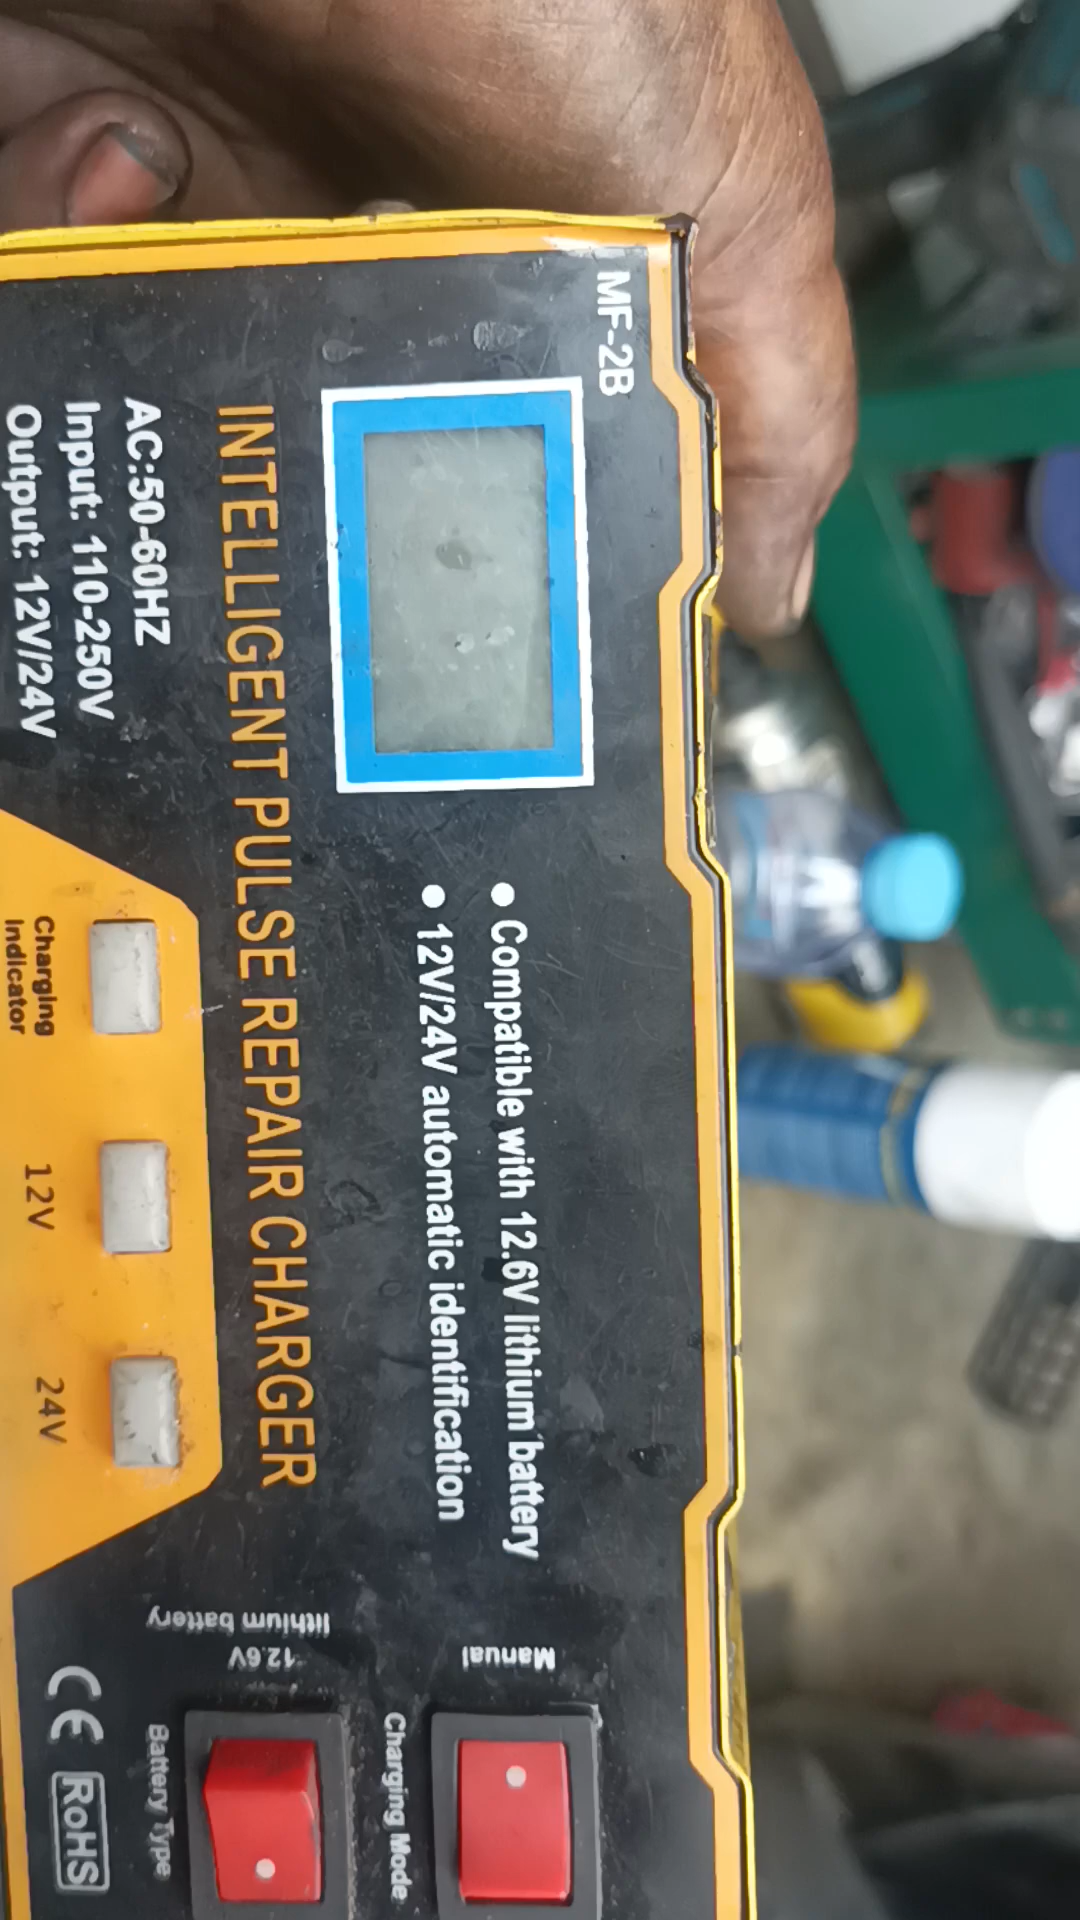 MF-2B
• Compatible with 12.6V lithium battery
• 12V/24V automatic identification
INTELLIGENT PULSE REPAIR CHARGER
AC:50-60HZ
Input: 110-250V
Output: 12V/24V
Charging
Indicator
12V
24V
Manual
Charging Mode
12.6V
lithium battery
Battery Type
CE RoHS